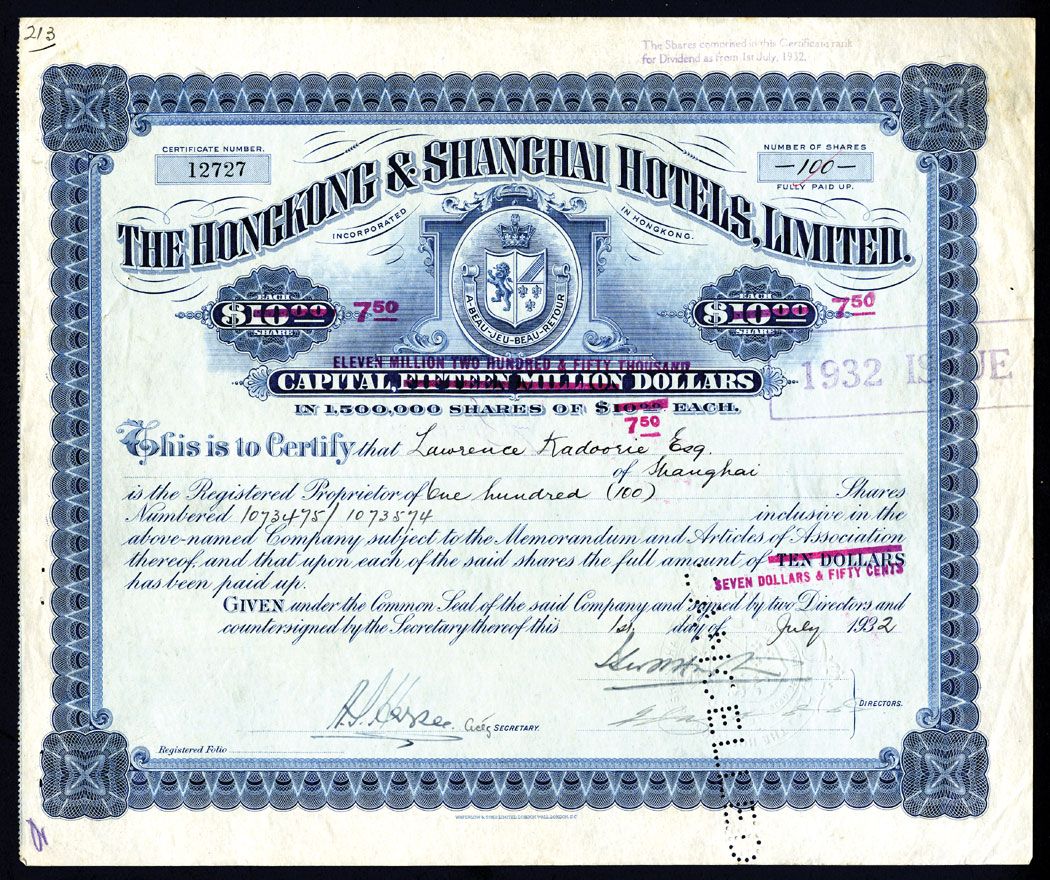 213
The Shares comprised in this Certificate rank
for Dividend as from 1st July, 1932.
CERTIFICATE NUMBER.
12727
NUMBER OF SHARES
—100—
FULLY PAID UP.
THE HONGKONG & SHANGHAI HOTELS, LIMITED.
INCORPORATED
IN HONGKONG.
EACH
$10.00
SHARE
7.50
A·BEAU·JEU·BEAU·RETOUR
EACH
$10.00
SHARE
7.50
ELEVEN MILLION TWO HUNDRED & FIFTY THOUSAND
CAPITAL, FIFTEEN MILLION DOLLARS
1932 ISSUE
IN 1,500,000 SHARES OF $10.00 EACH.
7.50
This is to Certify that Lawrence Kadoorie Esq.
of Shanghai
is the Registered Proprietor of One hundred (100) Shares
Numbered 1073475/1073574 inclusive in the
above-named Company subject to the Memorandum and Articles of Association
thereof, and that upon each of the said shares the full amount of TEN DOLLARS
SEVEN DOLLARS & FIFTY CENTS
has been paid up.
GIVEN under the Common Seal of the said Company and signed by two Directors and
countersigned by the Secretary thereof this 1st day of July 1932
DIRECTORS.
Actg SECRETARY.
Registered Folio
WATERLOW & SONS LIMITED, LONDON WALL, LONDON, E.C.